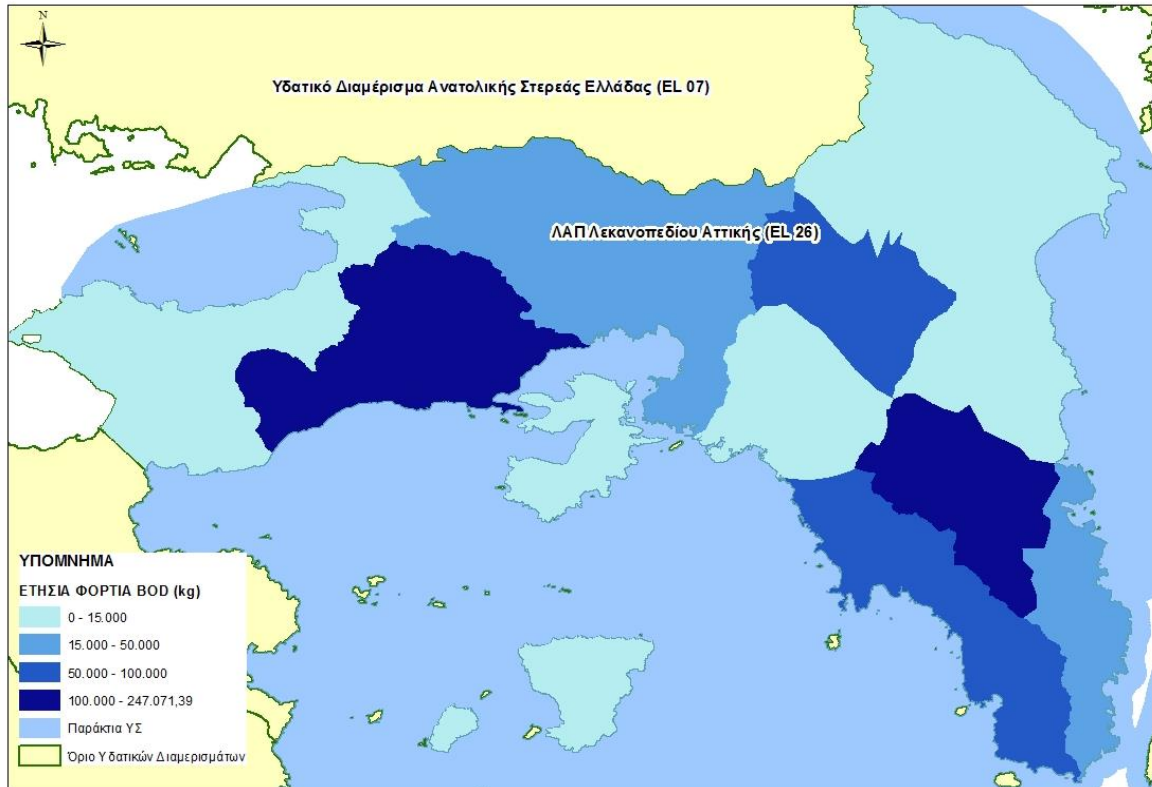 N
Υδατικό Διαμέρισμα Ανατολικής Στερεάς Ελλάδας (EL 07)
ΛΑΠ Λεκανοπεδίου Αττικής (EL 26)
ΥΠΟΜΝΗΜΑ
ΕΤΗΣΙΑ ΦΟΡΤΙΑ BOD (kg)
0 - 15.000
15.000 - 50.000
50.000 - 100.000
100.000 - 247.071,39
Παράκτια ΥΣ
Όριο Υδατικών Διαμερισμάτων